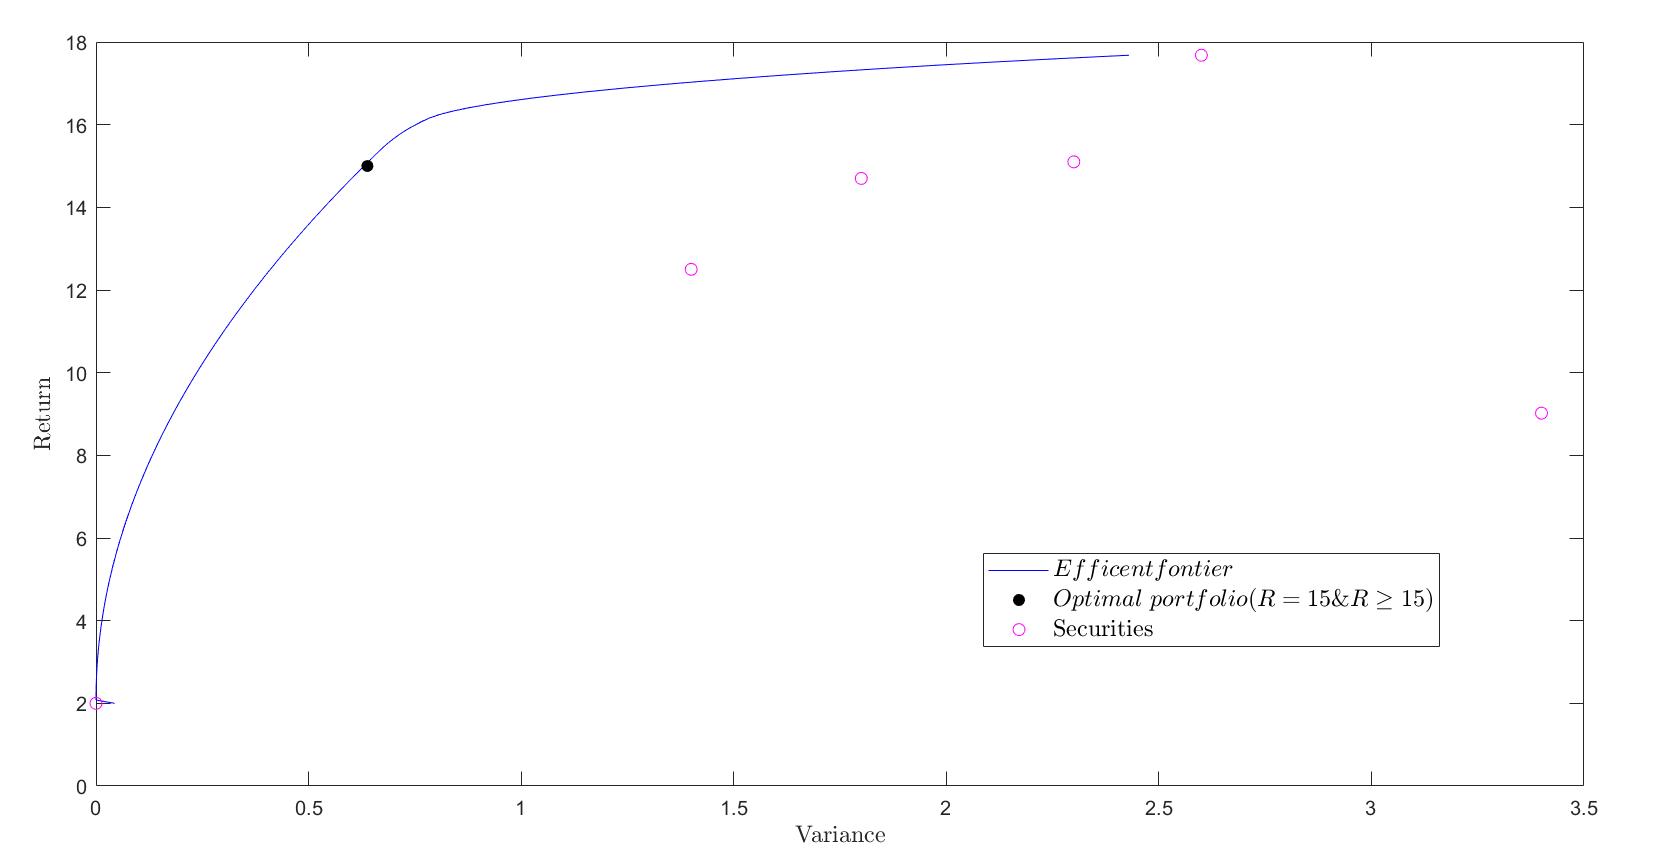 18
16
14
12
10
8
6
4
2
0
Return
Efficentfontier
Optimal portfolio(R = 15&R ≥ 15)
Securities
0 0.5 1 1.5 2 2.5 3 3.5
Variance